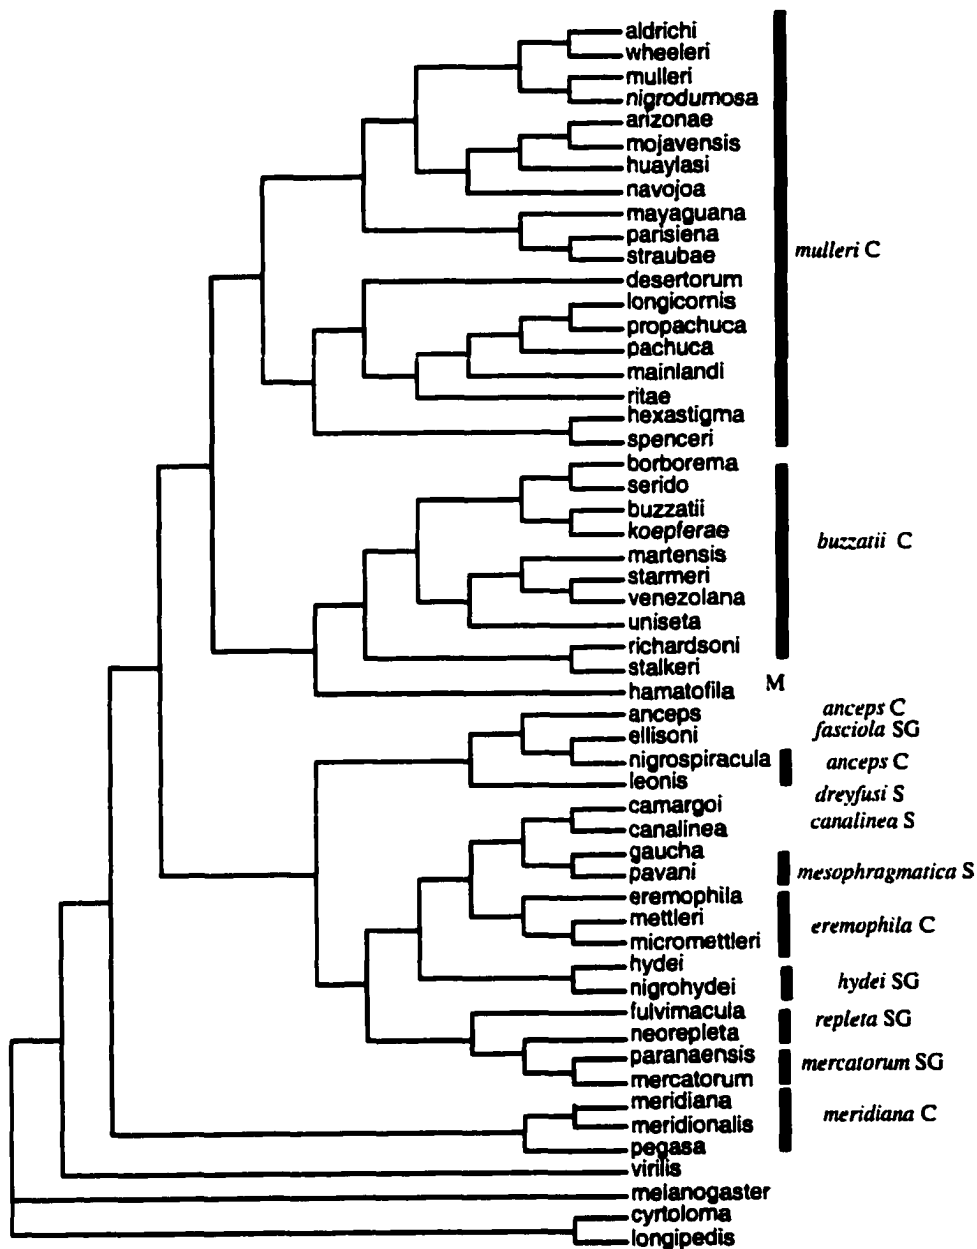 aldrichi
wheeleri
mulleri
nigrodumosa
arizonae
mojavensis
huaylasi
navojoa
mayaguana
parisiena
straubae
mulleri C
desertorum
longicornis
propachuca
pachuca
mainlandi
ritae
hexastigma
spenceri
borborema
serido
buzzatii
koepferae
buzzatii C
martensis
starmeri
venezolana
uniseta
richardsoni
stalkeri
hamatofila M
anceps anceps C
ellisoni fasciola SG
nigrospiracula anceps C
leonis
camargoi dreyfusi S
canalinea canalinea S
gaucha
pavani mesophragmatica S
eremophila
mettleri eremophila C
micromettleri
hydei hydei SG
nigrohydei
fulvimacula repleta SG
neorepleta
paranaensis mercatorum SG
mercatorum
meridiana meridiana C
meridionalis
pegasa
virilis
melanogaster
cyrtoloma
longipedis